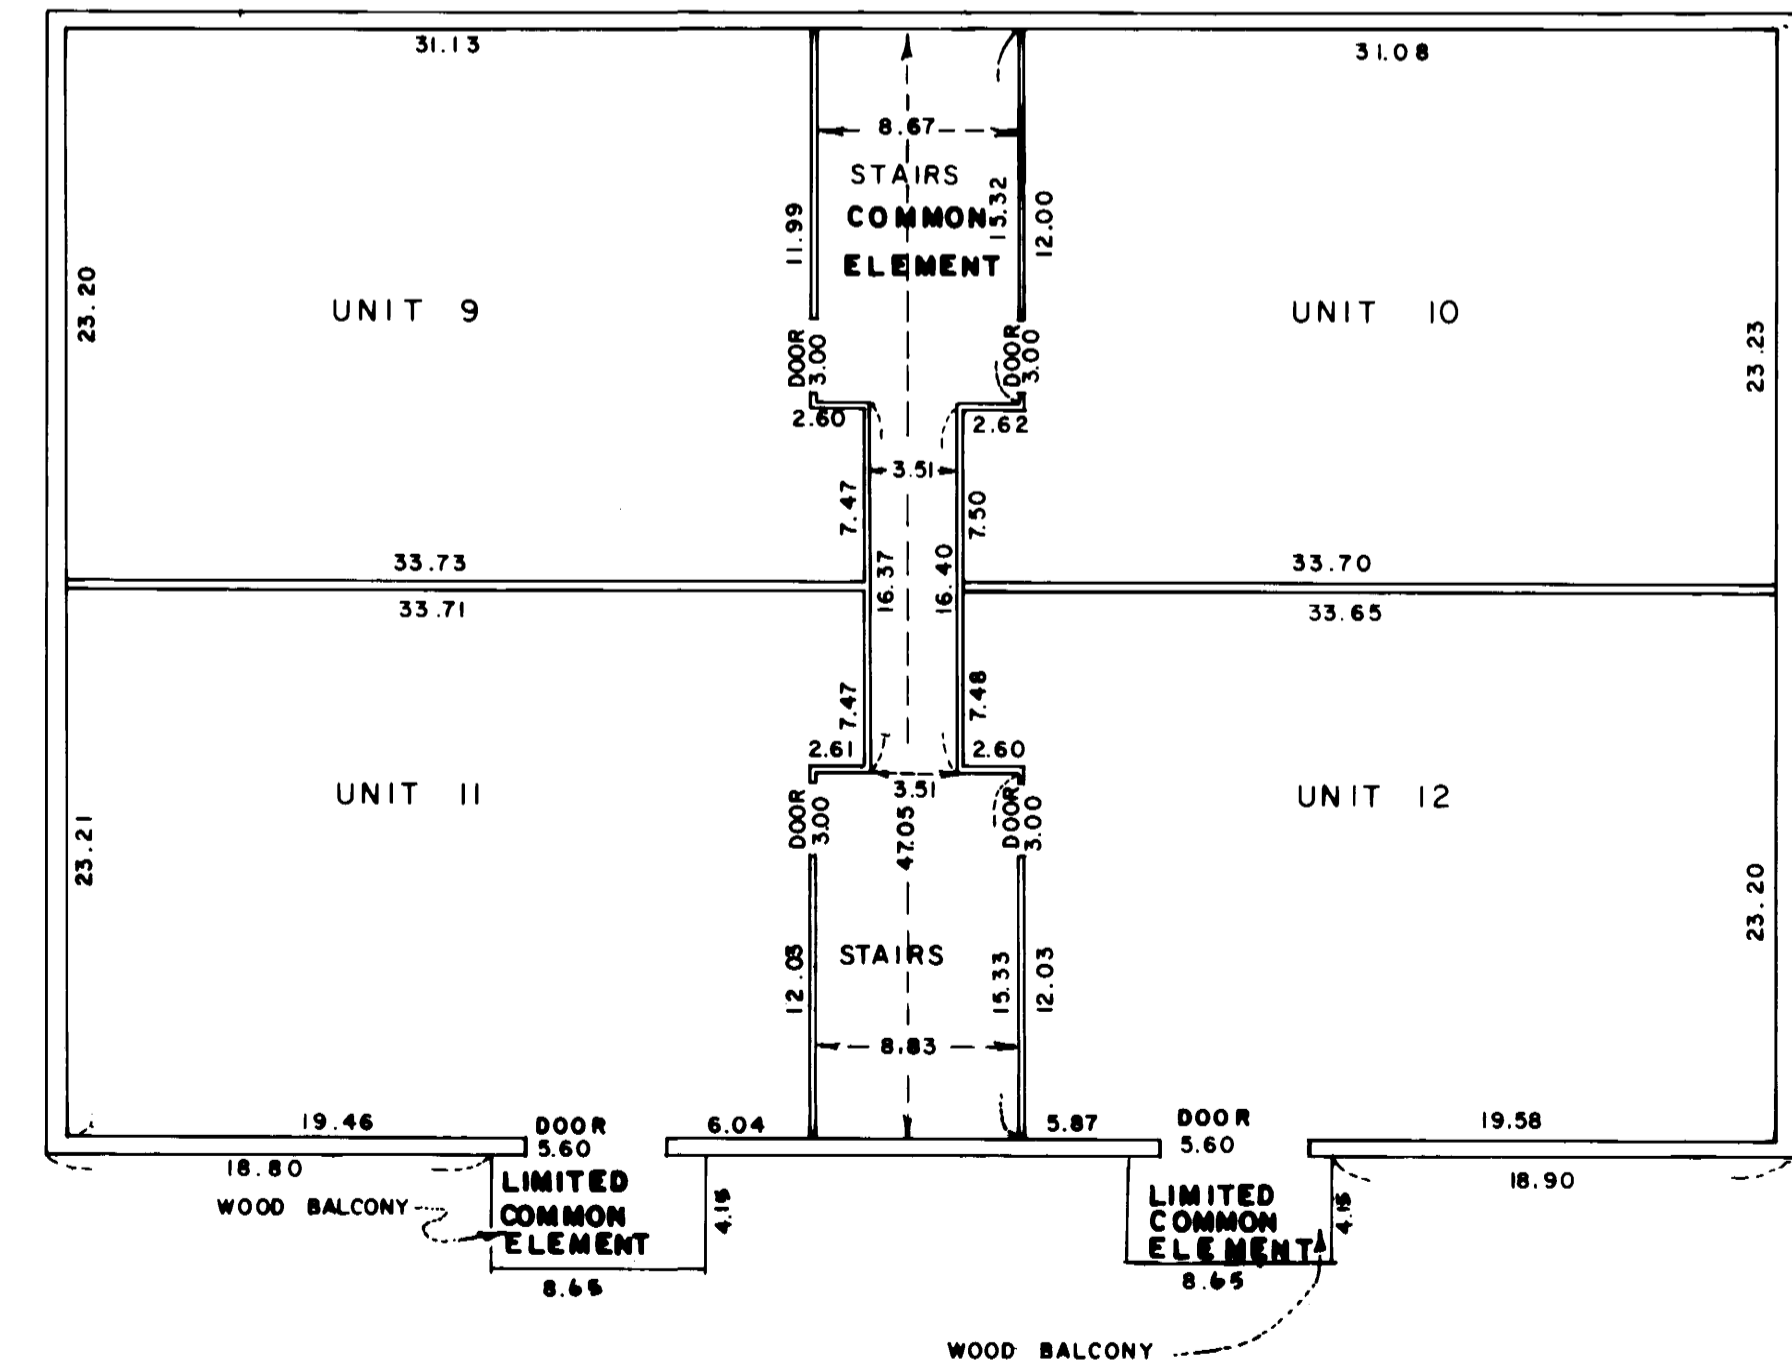 31.13
31.08
8.67
STAIRS
COMMON
ELEMENT
11.99
15.32
12.00
23.20
UNIT 9
UNIT 10
23.23
DOOR
3.00
DOOR
3.00
2.60
2.62
3.51
7.47
7.50
33.73
16.37
16.40
33.70
33.71
33.65
7.47
7.48
2.61
2.60
3.51
UNIT 11
UNIT 12
DOOR
3.00
47.05
DOOR
3.00
23.21
23.20
STAIRS
12.03
15.33
12.03
8.83
19.46
DOOR
5.60
6.04
5.87
DOOR
5.60
19.58
18.80
18.90
WOOD BALCONY
LIMITED
COMMON
ELEMENT
4.15
LIMITED
COMMON
ELEMENT
4.15
8.65
8.65
WOOD BALCONY